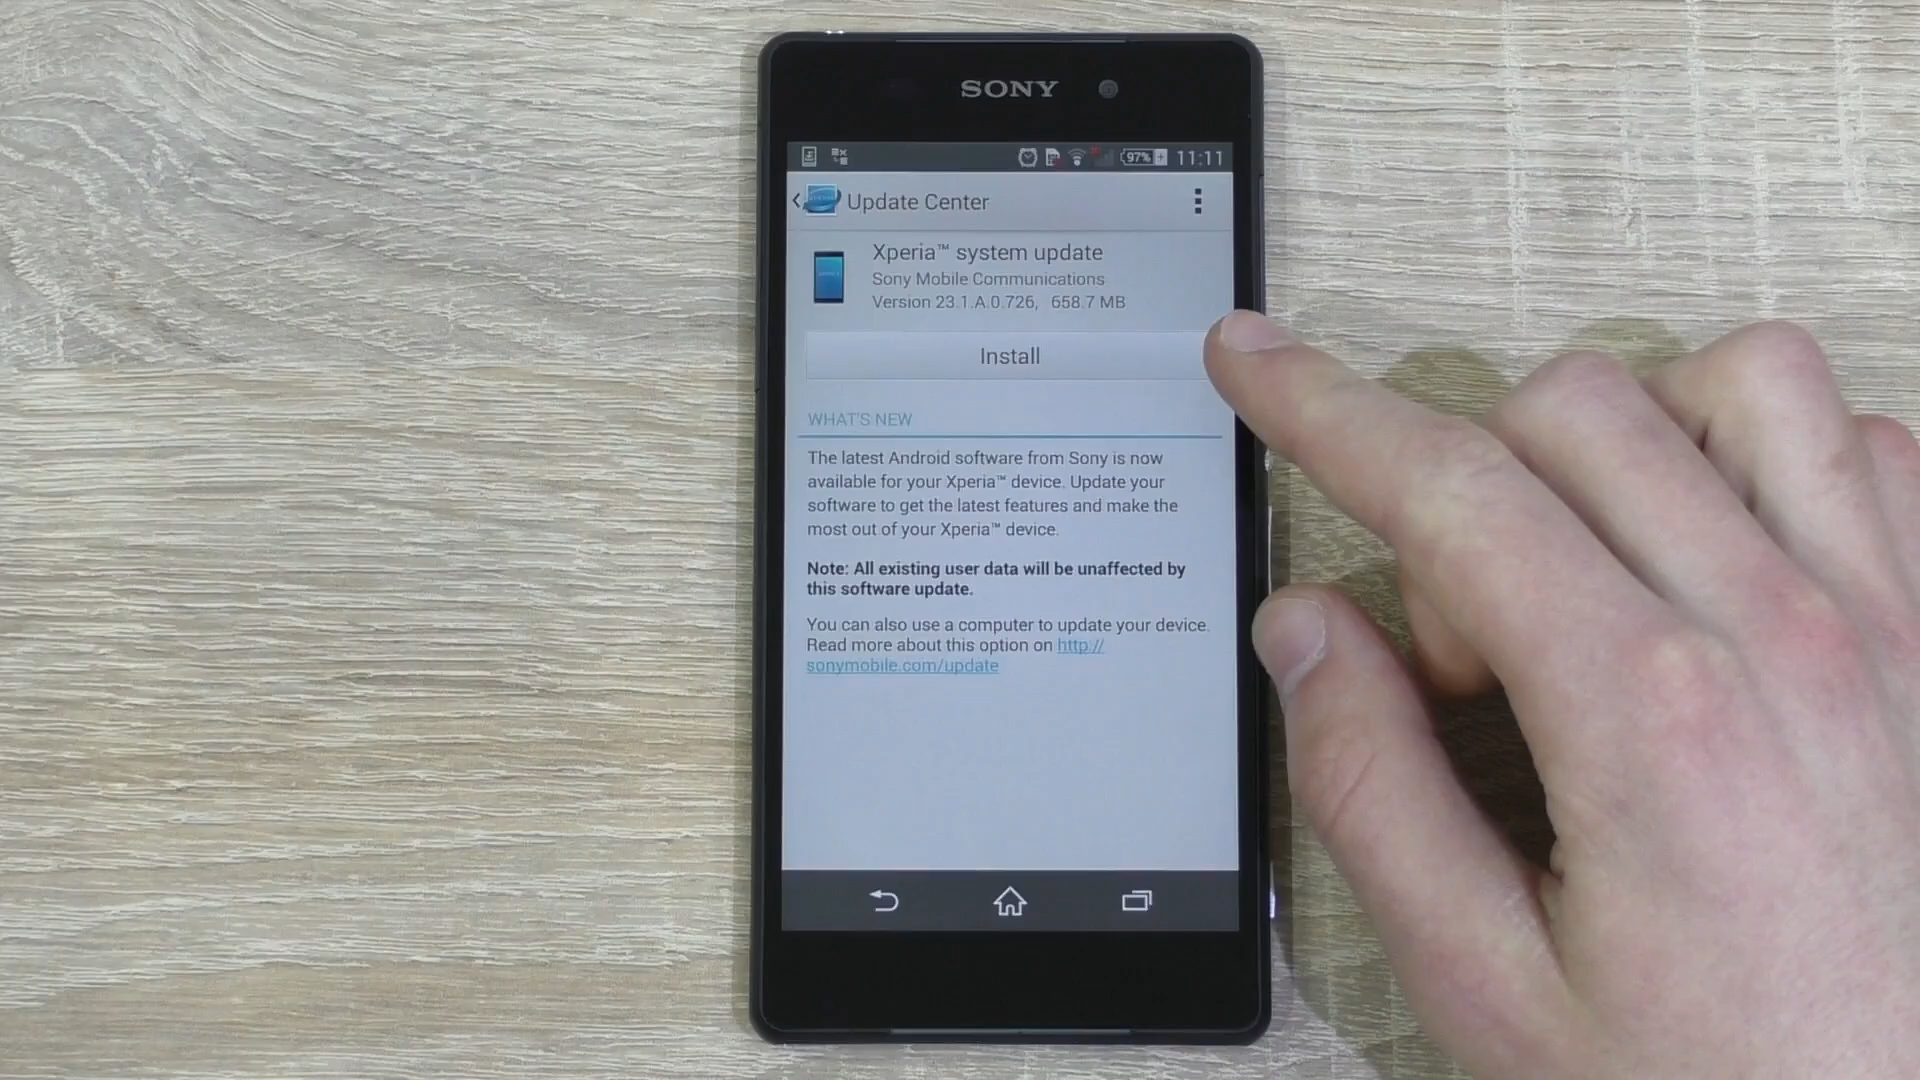 SONY
97% 11:11
Update Center
Xperia™ system update
Sony Mobile Communications
Version 23.1.A.0.726, 658.7 MB
Install
WHAT'S NEW
The latest Android software from Sony is now
available for your Xperia™ device. Update your
software to get the latest features and make the
most out of your Xperia™ device.
Note: All existing user data will be unaffected by
this software update.
You can also use a computer to update your device.
Read more about this option on http://
sonymobile.com/update